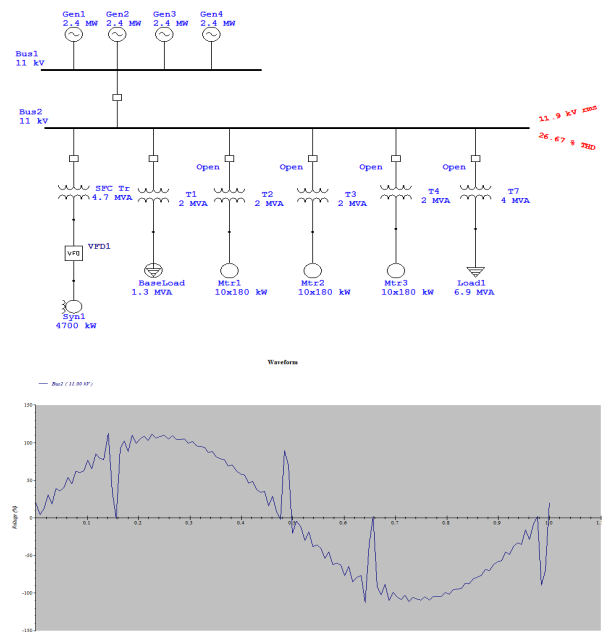 Gen1 Gen2 Gen3 Gen4
2.4 MW 2.4 MW 2.4 MW 2.4 MW
Bus1
11 kV
Bus2
11 kV
11.9 kV rms
26.67 % THD
Open Open Open Open
SFC Tr T1 T2 T3 T4 T7
4.7 MVA 2 MVA 2 MVA 2 MVA 2 MVA 4 MVA
VFD1
VFD
BaseLoad Mtr1 Mtr2 Mtr3 Load1
1.3 MVA 10x180 kW 10x180 kW 10x180 kW 6.9 MVA
Syn1
4700 kW
Waveform
Bus2 ( 11.00 kV)
Voltage (%)
150
100
50
0
-50
-100
-150
0.1 0.2 0.3 0.4 0.5 0.6 0.7 0.8 0.9 1.0 1.